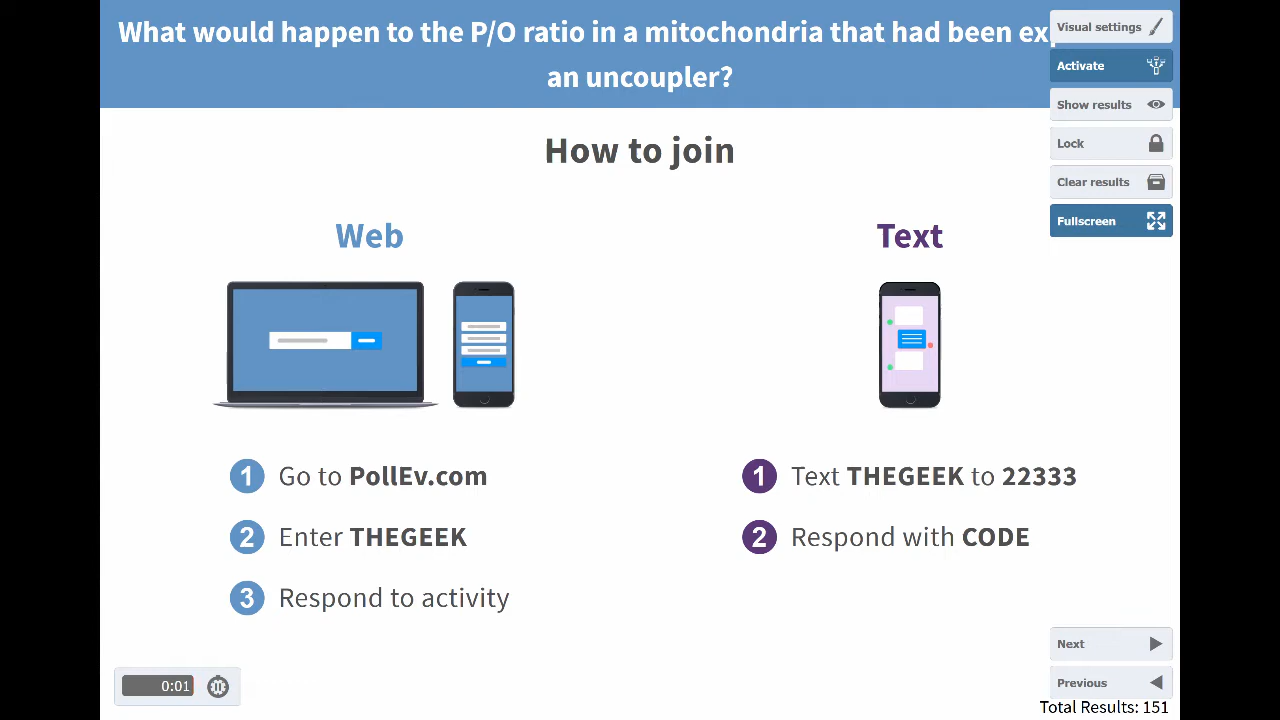 What would happen to the P/O ratio in a mitochondria that had been ex
an uncoupler?
Visual settings
Activate
Show results
Lock
Clear results
Fullscreen
How to join
Web
Text
1 Go to PollEv.com
2 Enter THEGEEK
3 Respond to activity
1 Text THEGEEK to 22333
2 Respond with CODE
0:01
Next
Previous
Total Results: 151